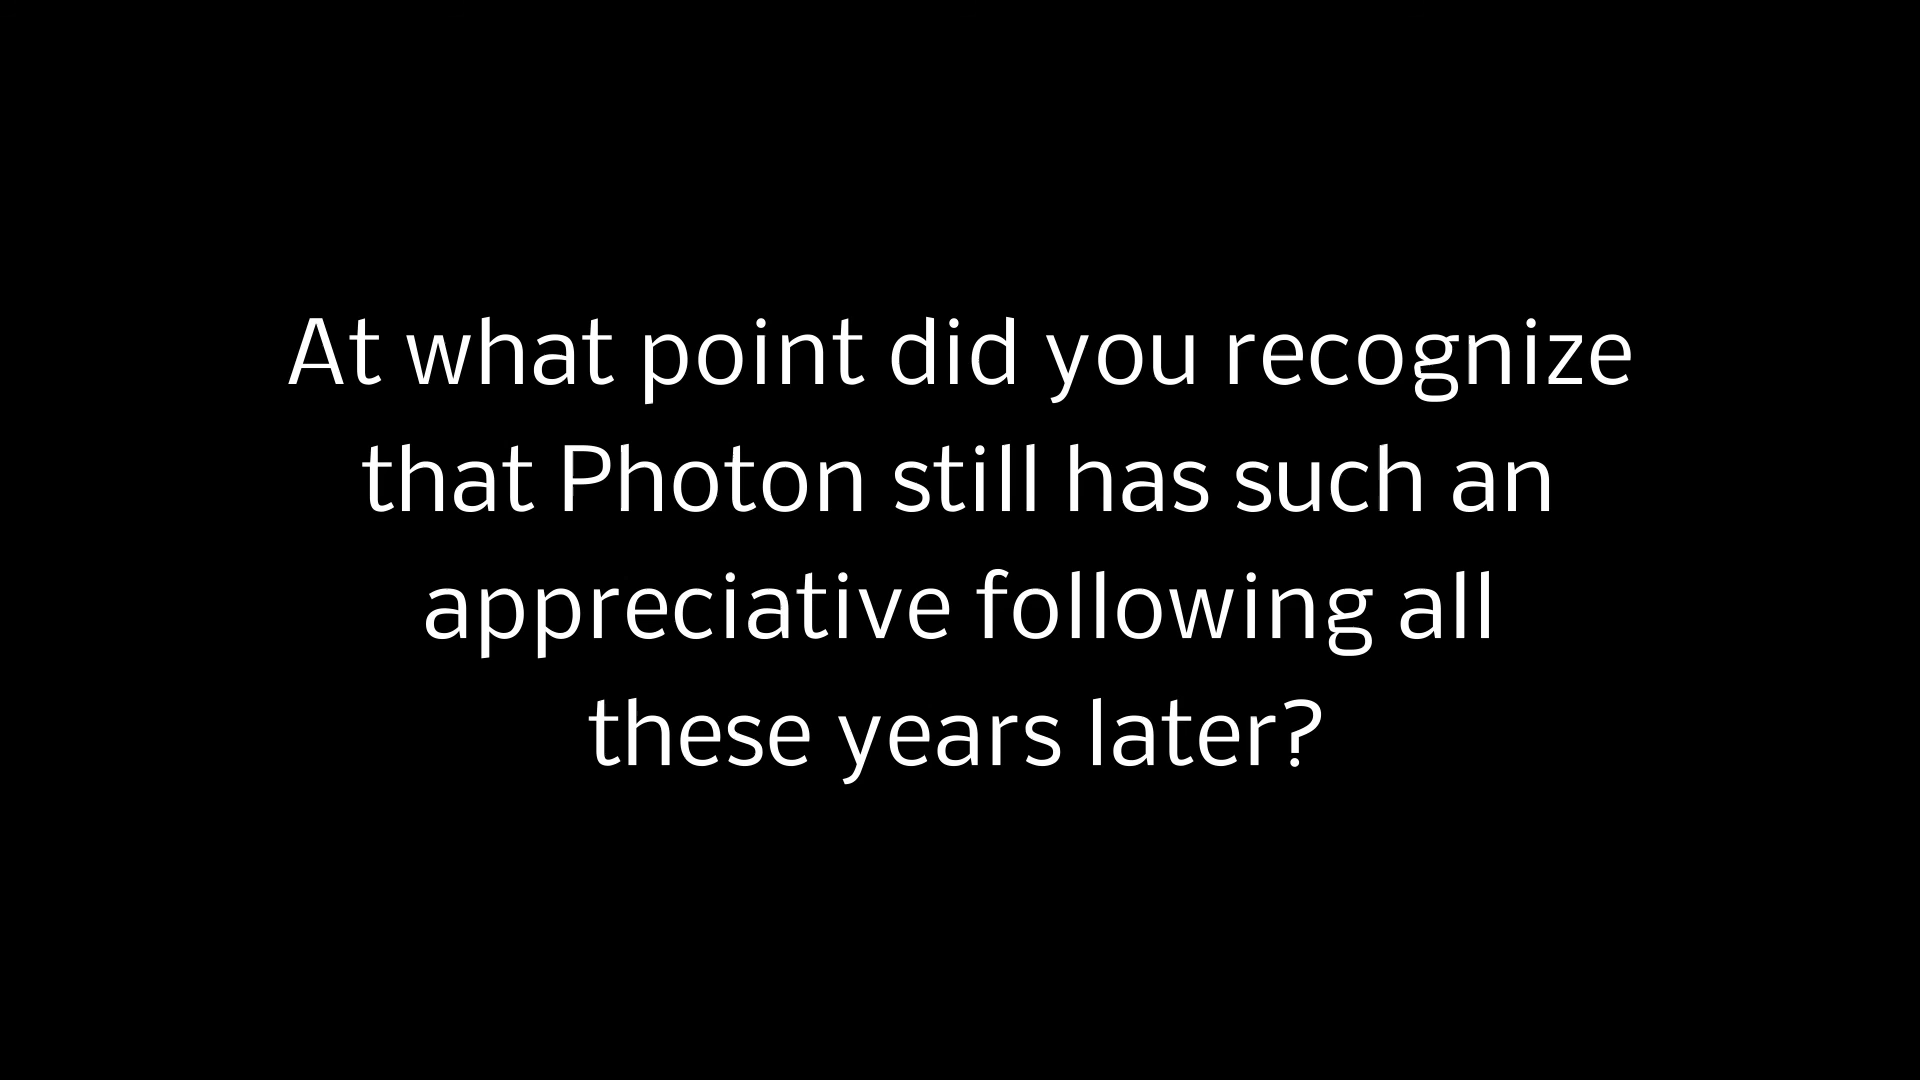 At what point did you recognize
that Photon still has such an
appreciative following all
these years later?